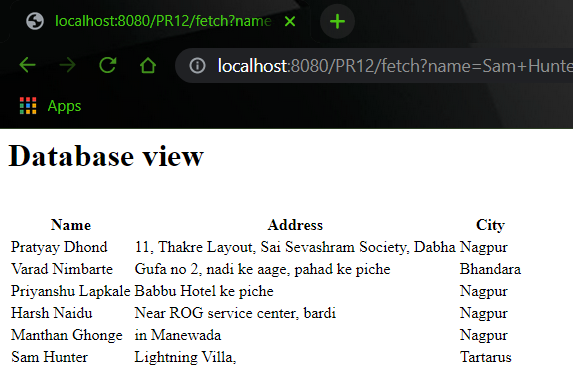 localhost:8080/PR12/fetch?name
localhost:8080/PR12/fetch?name=Sam+Hunte
Apps
Database view
Name Address City
Pratyay Dhond 11, Thakre Layout, Sai Sevashram Society, Dabha Nagpur
Varad Nimbarte Gufa no 2, nadi ke aage, pahad ke piche Bhandara
Priyanshu Lapkale Babbu Hotel ke piche Nagpur
Harsh Naidu Near ROG service center, bardi Nagpur
Manthan Ghonge in Manewada Nagpur
Sam Hunter Lightning Villa, Tartarus